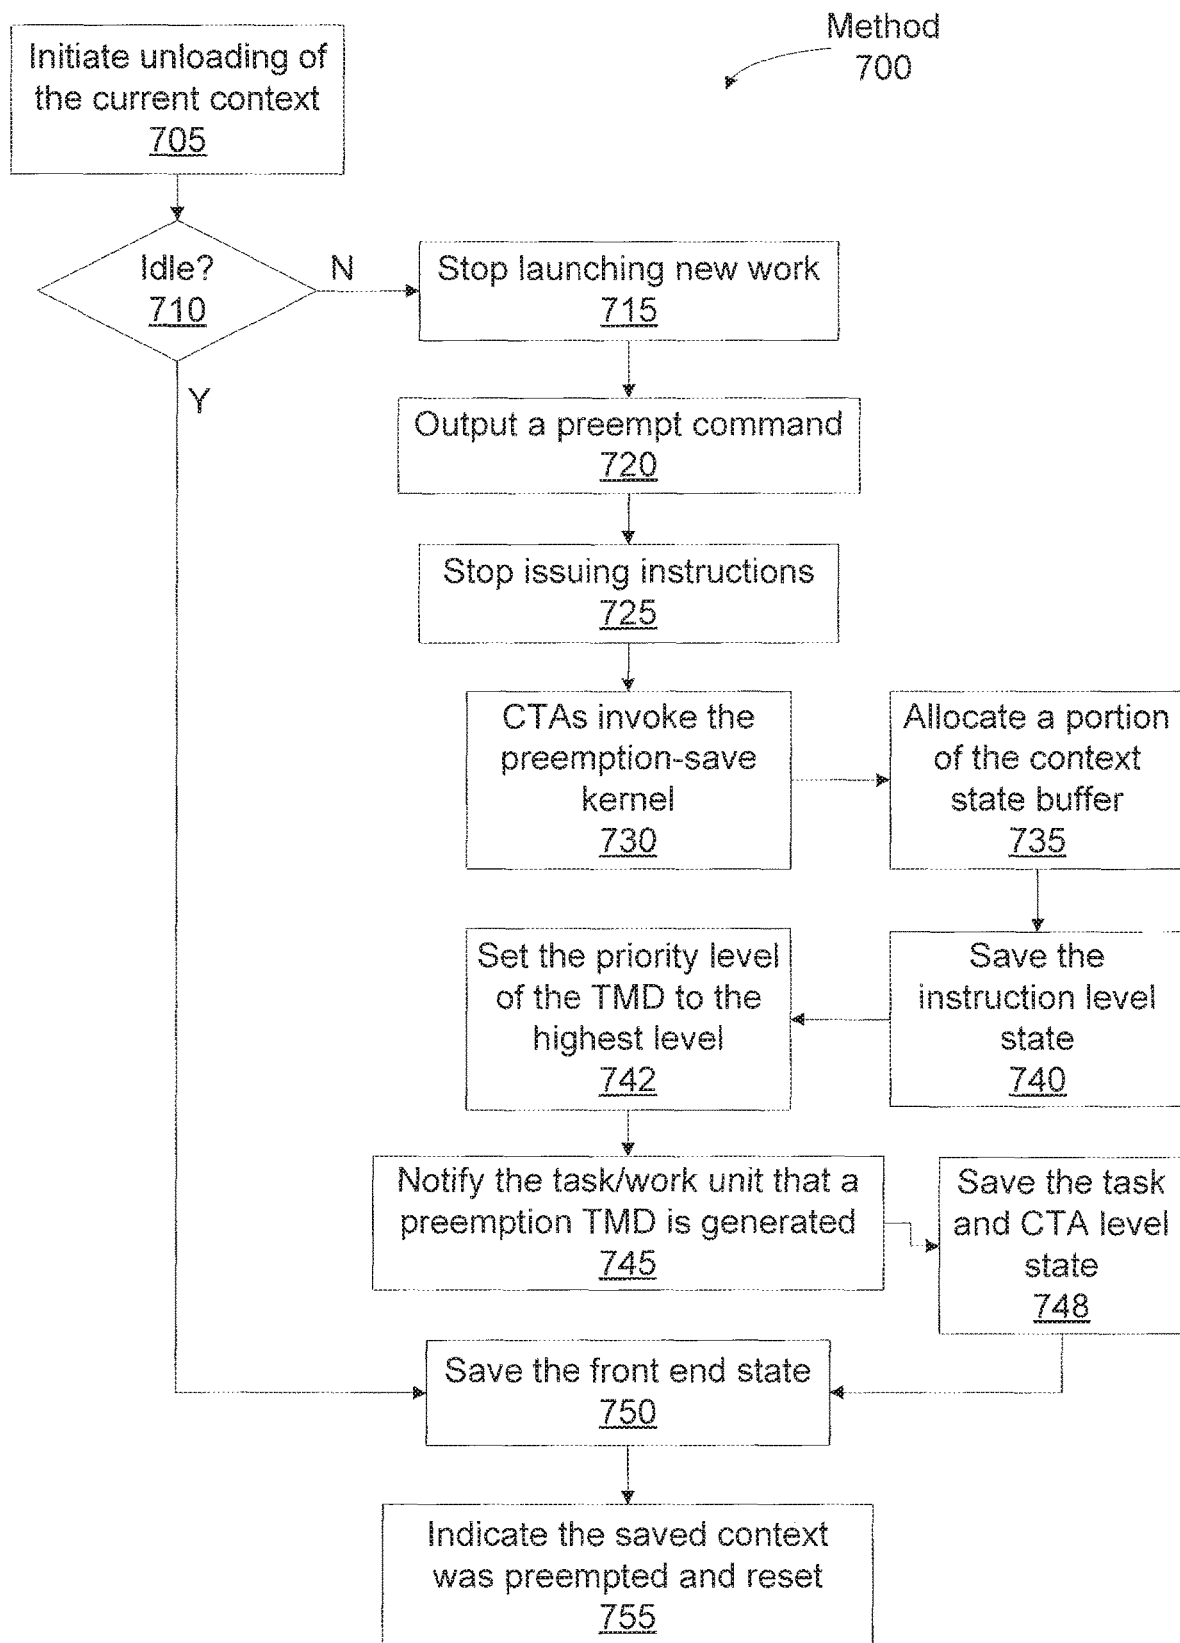 Method
700
Initiate unloading of
the current context
705
Idle?
710
N
Y
Stop launching new work
715
Output a preempt command
720
Stop issuing instructions
725
CTAs invoke the
preemption-save
kernel
730
Allocate a portion
of the context
state buffer
735
Save the
instruction level
state
740
Set the priority level
of the TMD to the
highest level
742
Notify the task/work unit that a
preemption TMD is generated
745
Save the task
and CTA level
state
748
Save the front end state
750
Indicate the saved context
was preempted and reset
755